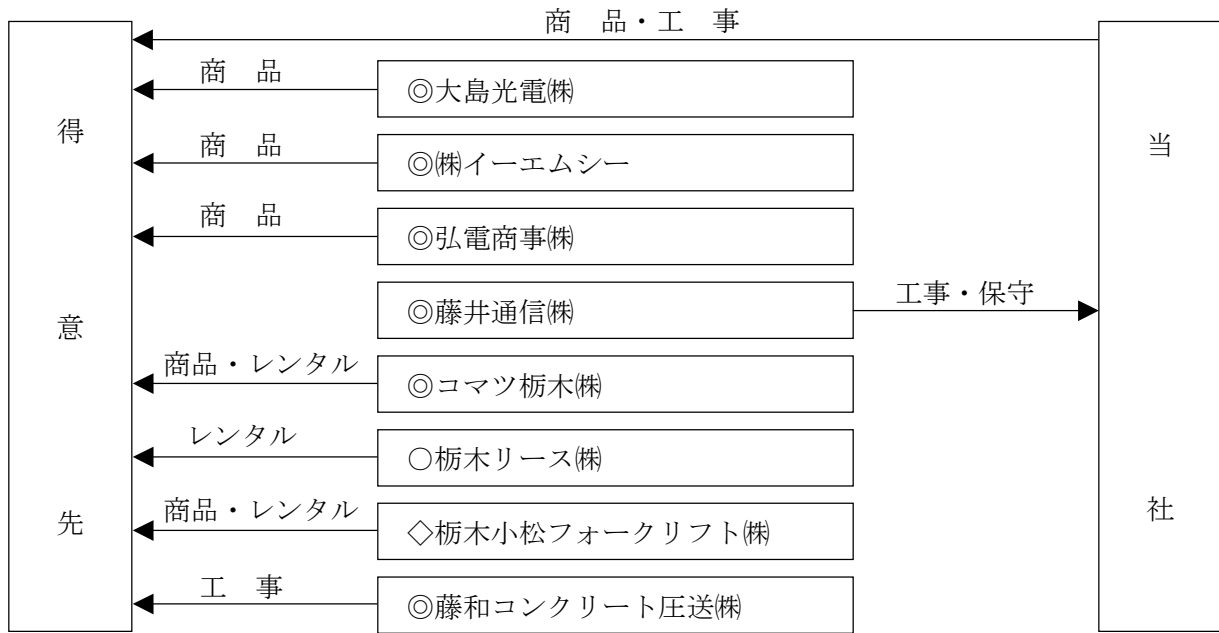 商 品・工 事
商 品
◎大島光電㈱
商 品
◎㈱イーエムシー
商 品
◎弘電商事㈱
◎藤井通信㈱
工事・保守
商品・レンタル
◎コマツ栃木㈱
レンタル
○栃木リース㈱
商品・レンタル
◇栃木小松フォークリフト㈱
工 事
◎藤和コンクリート圧送㈱
得意先
当社